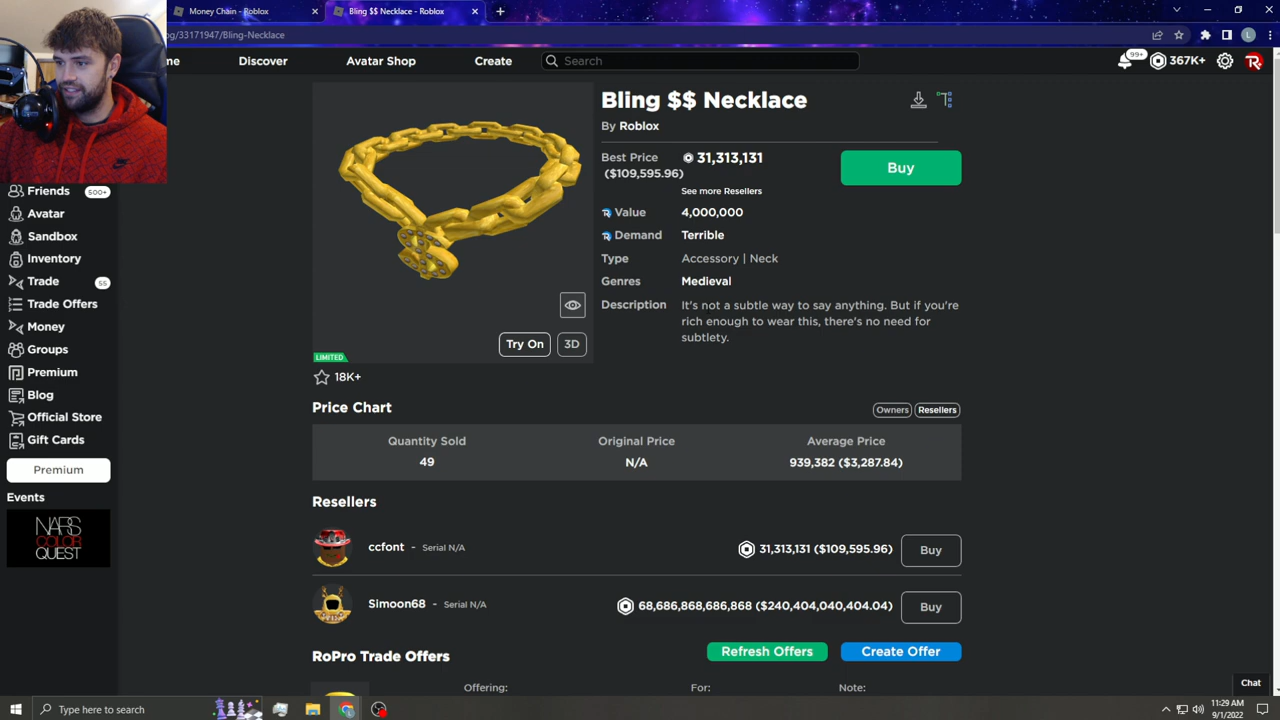 Money Chain - Roblox
Bling $$ Necklace - Roblox
/33171947/Bling-Necklace
Discover
Avatar Shop
Create
Search
99+
367K+
Bling $$ Necklace
By Roblox
Best Price
31,313,131
($109,595.96)
Buy
See more Resellers
Value
4,000,000
Demand
Terrible
Type
Accessory | Neck
Genres
Medieval
Description
It's not a subtle way to say anything. But if you're
rich enough to wear this, there's no need for
subtlety.
Try On
3D
LIMITED
18K+
Friends
500+
Avatar
Sandbox
Inventory
Trade
55
Trade Offers
Money
Groups
Premium
Blog
Official Store
Gift Cards
Premium
Events
NARS
COLOR
QUEST
Price Chart
Owners
Resellers
Quantity Sold
Original Price
Average Price
49
N/A
939,382 ($3,287.84)
Resellers
ccfont - Serial N/A
31,313,131 ($109,595.96)
Buy
Simoon68 - Serial N/A
68,686,868,686,868 ($240,404,040,404.04)
Buy
RoPro Trade Offers
Refresh Offers
Create Offer
Offering:
For:
Note:
Chat
Type here to search
11:29 AM
9/1/2022